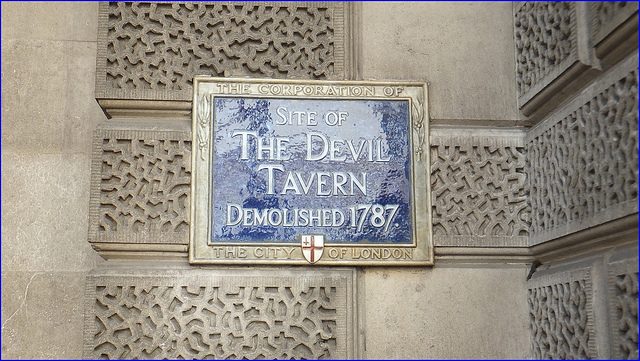 THE CORPORATION OF
SITE OF
THE DEVIL
TAVERN
DEMOLISHED 1787
THE CITY OF LONDON